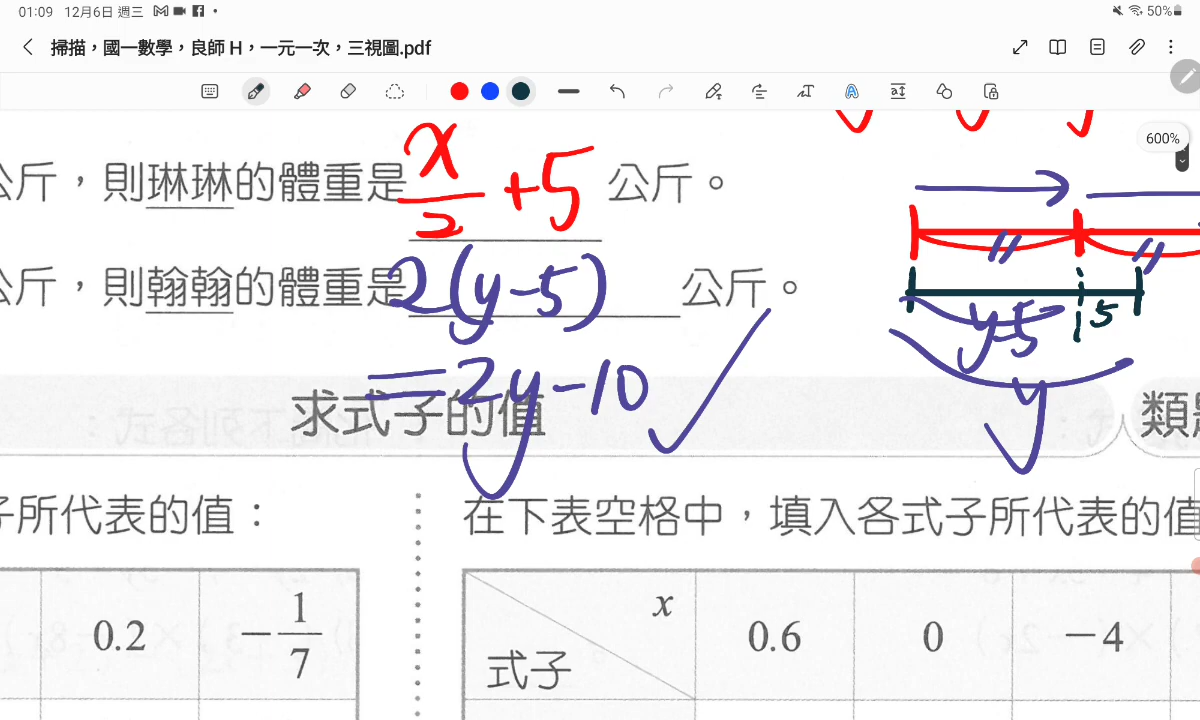 01:09 12月6日 週三 50%
掃描，國一數學，良師 H，一元一次，三視圖.pdf
600%
公斤，則琳琳的體重是 x/2 +5 公斤。
公斤，則翰翰的體重是 2(y-5) 公斤。
=2y-10
y-5 5
y
求式子的值
類
子所代表的值：
在下表空格中，填入各式子所代表的值
0.2 -1/7
x 0.6 0 -4
式子